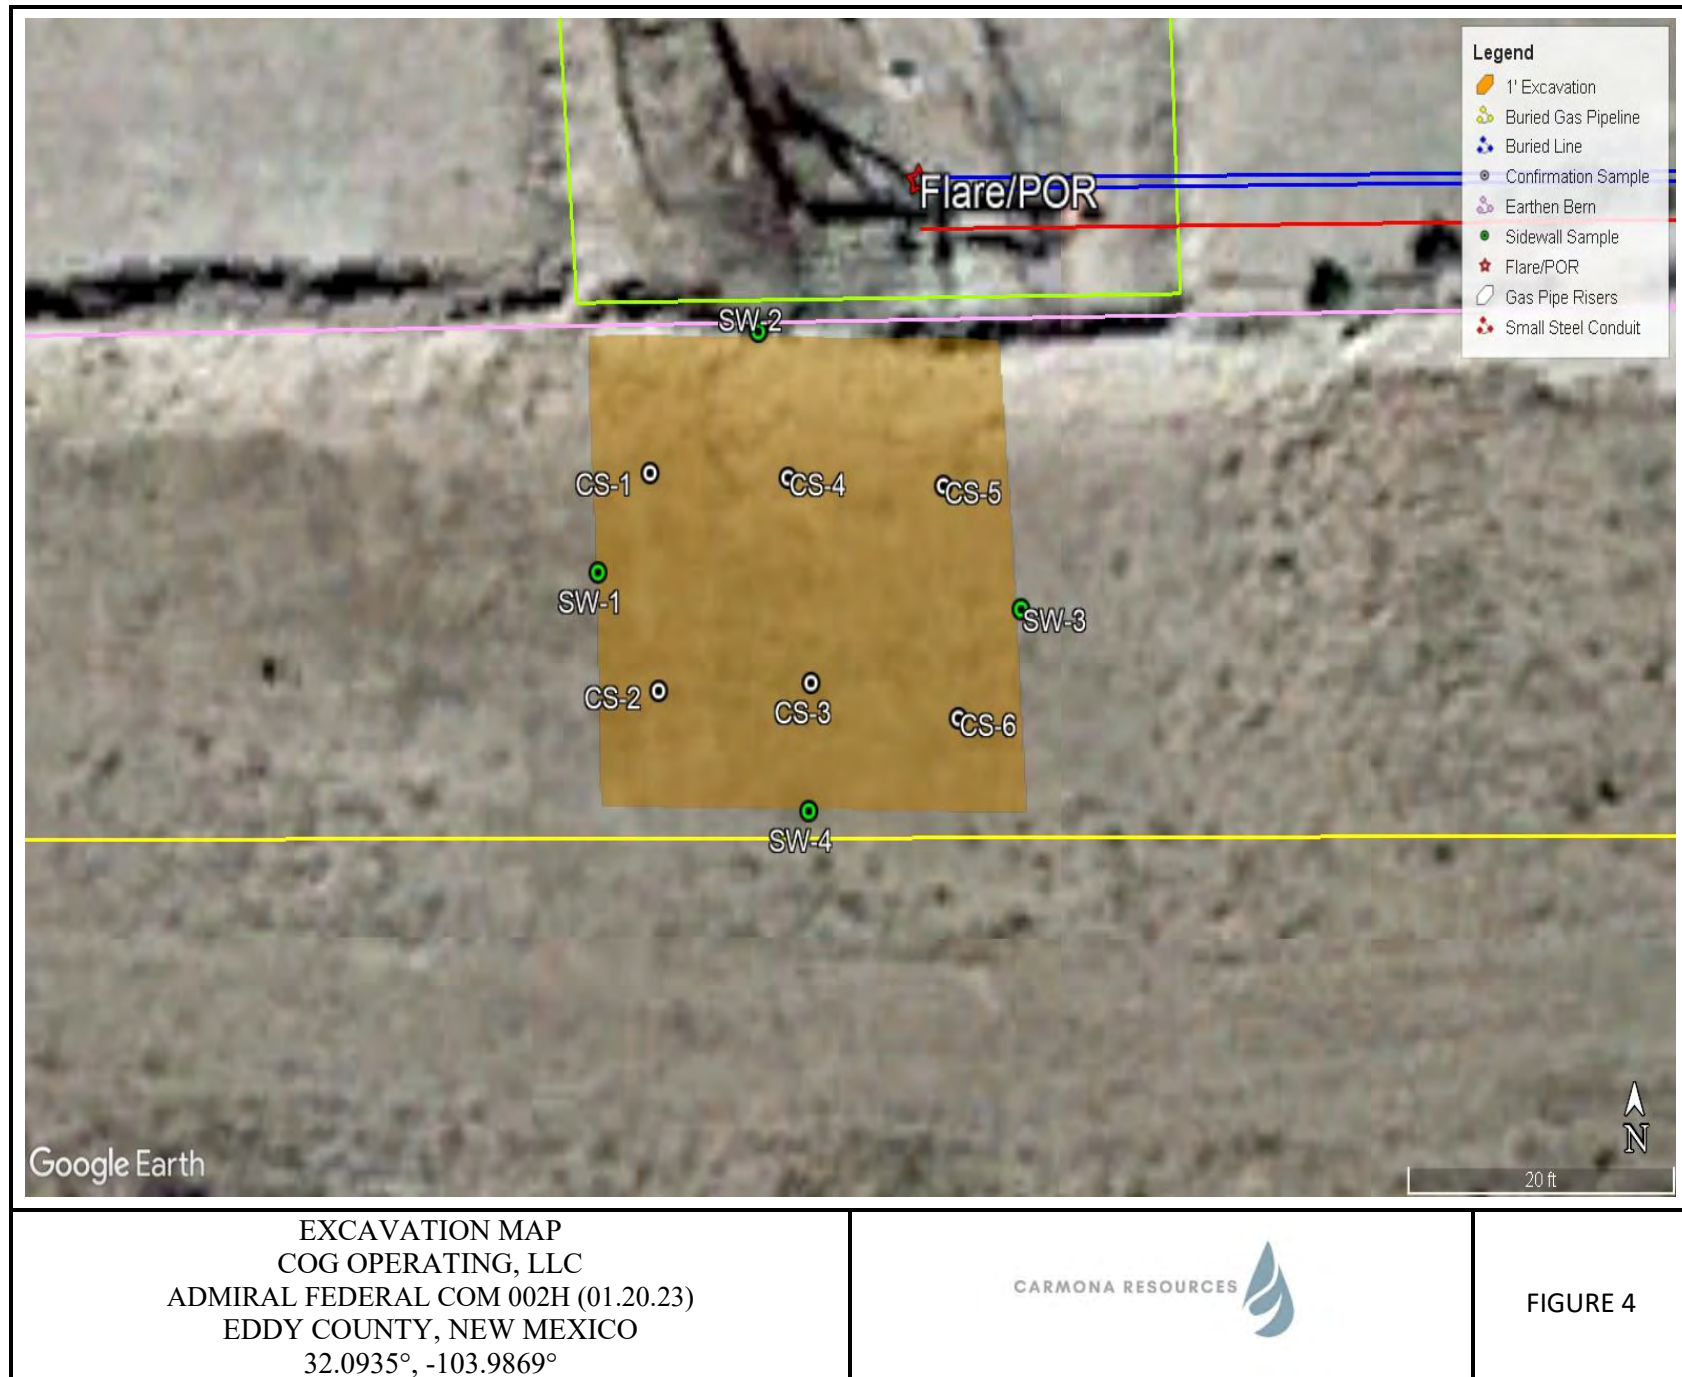 Legend
1' Excavation
Buried Gas Pipeline
Buried Line
Confirmation Sample
Earthen Bern
Sidewall Sample
Flare/POR
Gas Pipe Risers
Small Steel Conduit
Flare/POR
SW-2
CS-1
CS-4
CS-5
SW-1
SW-3
CS-2
CS-3
CS-6
SW-4
N
Google Earth
20 ft
EXCAVATION MAP
COG OPERATING, LLC
ADMIRAL FEDERAL COM 002H (01.20.23)
EDDY COUNTY, NEW MEXICO
32.0935°, -103.9869°
CARMONA RESOURCES
FIGURE 4